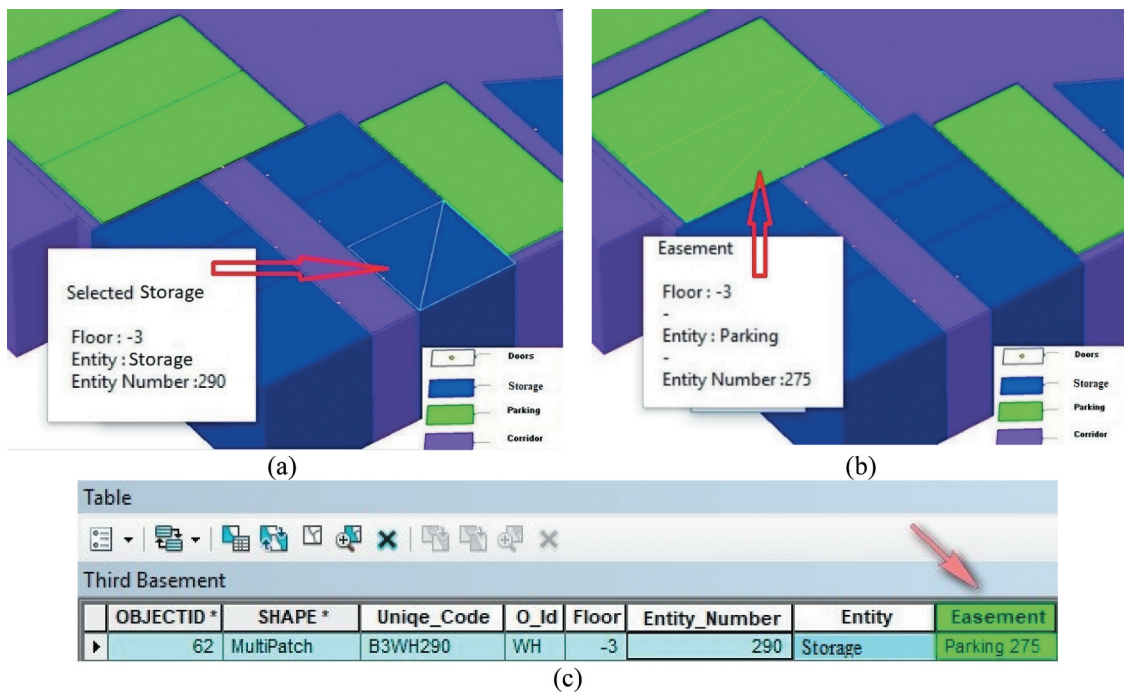 Selected Storage
Floor : -3
Entity : Storage
Entity Number :290
Doors
Storage
Parking
Corridor
(a)
Easement
Floor : -3
-
Entity : Parking
-
Entity Number :275
Doors
Storage
Parking
Corridor
(b)
Table
Third Basement
OBJECTID * SHAPE * Uniqe_Code O_Id Floor Entity_Number Entity Easement
62 MultiPatch B3WH290 WH -3 290 Storage Parking 275
(c)